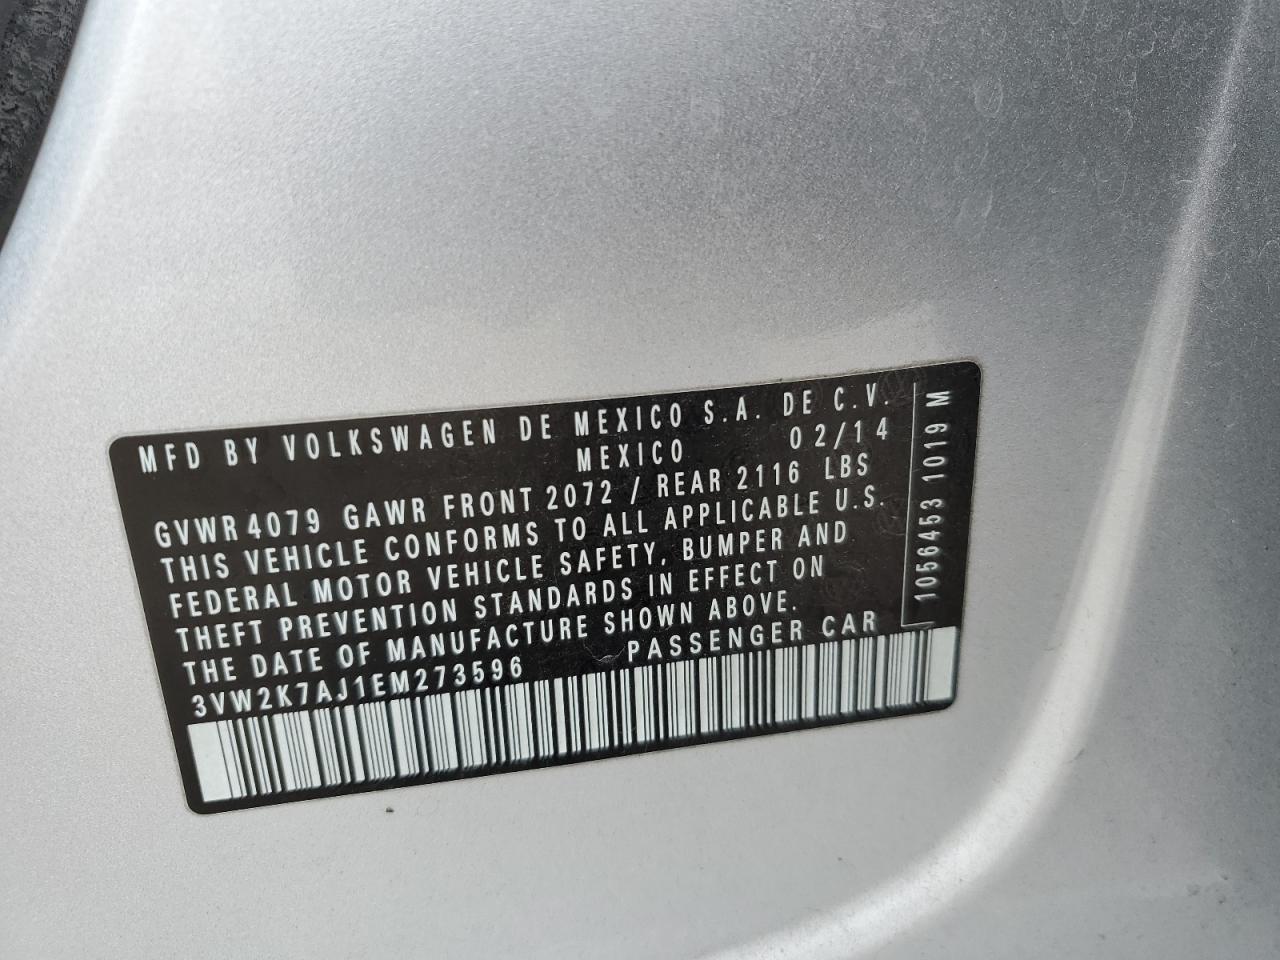 MFD BY VOLKSWAGEN DE MEXICO S.A. DE C.V.
MEXICO 02/14
GVWR 4079 GAWR FRONT 2072 / REAR 2116 LBS
THIS VEHICLE CONFORMS TO ALL APPLICABLE U.S.
FEDERAL MOTOR VEHICLE SAFETY, BUMPER AND
THEFT PREVENTION STANDARDS IN EFFECT ON
THE DATE OF MANUFACTURE SHOWN ABOVE.
3VW2K7AJ1EM273596 PASSENGER CAR
1056453 1019 M